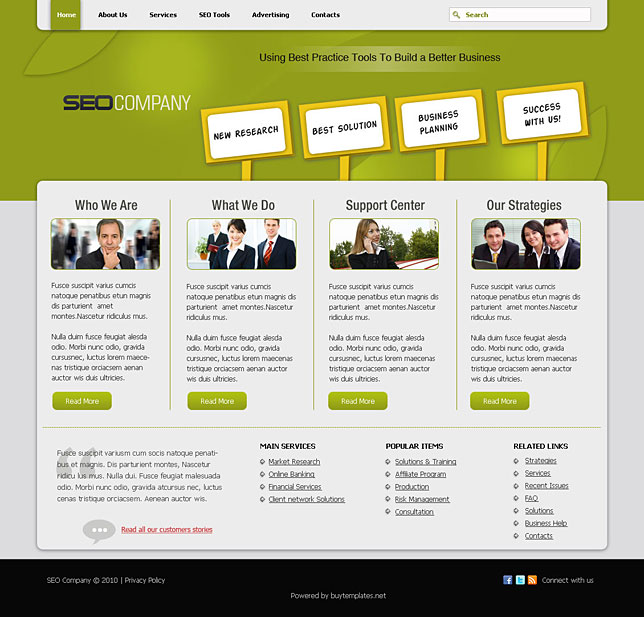 Home About Us Services SEO Tools Advertising Contacts Search
Using Best Practice Tools To Build a Better Business
SEOCOMPANY
NEW RESEARCH
BEST SOLUTION
BUSINESS
PLANNING
SUCCESS
WITH US!
Who We Are
Fusce suscipit varius cumcis
natoque penatibus etun magnis
dis parturient amet
montes.Nascetur ridiculus mus.
Nulla duim fusce feugiat alesda
odio. Morbi nunc odio, gravida
cursusnec, luctus lorem maece-
nas tristique orciacsem aenan
auctor wis duis ultricies.
Read More
What We Do
Fusce suscipit varius cumcis
natoque penatibus etun magnis dis
parturient amet montes.Nascetur
ridiculus mus.
Nulla duim fusce feugiat alesda
odio. Morbi nunc odio, gravida
cursusnec, luctus lorem maecenas
tristique orciacsem aenan auctor
wis duis ultricies.
Read More
Support Center
Fusce suscipit varius cumcis
natoque penatibus etun magnis dis
parturient amet montes.Nascetur
ridiculus mus.
Nulla duim fusce feugiat alesda
odio. Morbi nunc odio, gravida
cursusnec, luctus lorem maecenas
tristique orciacsem aenan auctor
wis duis ultricies.
Read More
Our Strategies
Fusce suscipit varius cumcis
natoque penatibus etun magnis dis
parturient amet montes.Nascetur
ridiculus mus.
Nulla duim fusce feugiat alesda
odio. Morbi nunc odio, gravida
cursusnec, luctus lorem maecenas
tristique orciacsem aenan auctor
wis duis ultricies.
Read More
Fusce suscipit variusm cum socis natoque penati-
bus et magnis. Dis parturient montes, Nascetur
ridicu lus mus. Nulla dui. Fusce feugiat malesuada
odio. Morbi nunc odio, gravida atcursus nec, luctus
cenas tristique orciacsem. Aenean auctor wis.
Read all our customers stories
MAIN SERVICES
Market Research
Online Banking
Financial Services
Client network Solutions
POPULAR ITEMS
Solutions & Training
Affiliate Program
Production
Risk Management
Consultation
RELATED LINKS
Strategies
Services
Recent Issues
FAQ
Solutions
Business Help
Contacts
SEO Company © 2010 | Privacy Policy
Connect with us
Powered by buytemplates.net